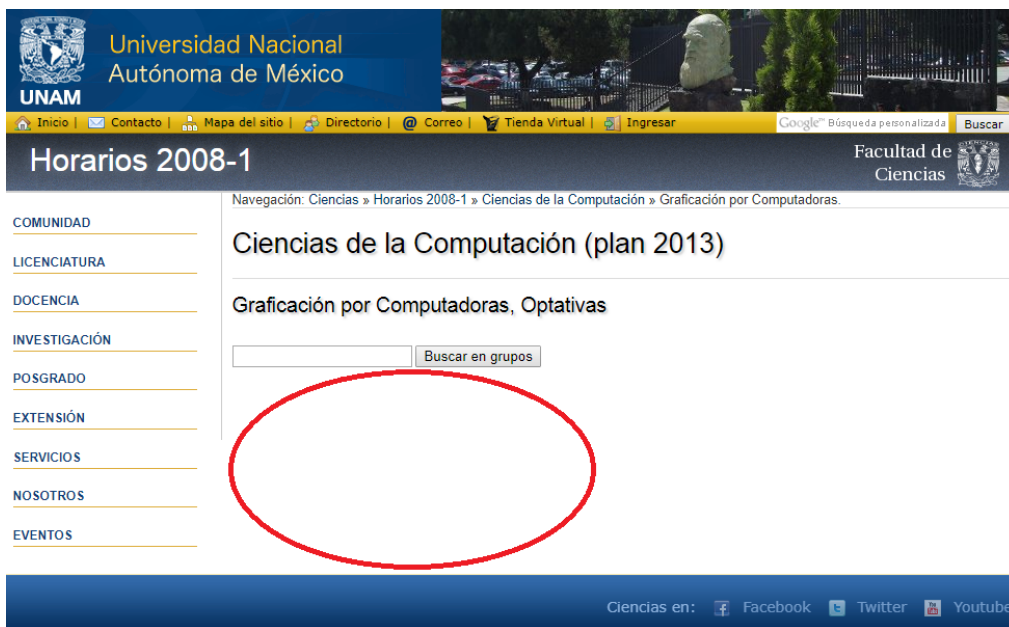 Universidad Nacional
Autónoma de México
UNAM
Inicio | Contacto | Mapa del sitio | Directorio | @ Correo | Tienda Virtual | Ingresar
Google™ Búsqueda personalizada Buscar
Horarios 2008-1
Facultad de
Ciencias
Navegación: Ciencias » Horarios 2008-1 » Ciencias de la Computación » Graficación por Computadoras.
COMUNIDAD
LICENCIATURA
DOCENCIA
INVESTIGACIÓN
POSGRADO
EXTENSIÓN
SERVICIOS
NOSOTROS
EVENTOS
Ciencias de la Computación (plan 2013)
Graficación por Computadoras, Optativas
Buscar en grupos
Ciencias en: Facebook Twitter Youtube